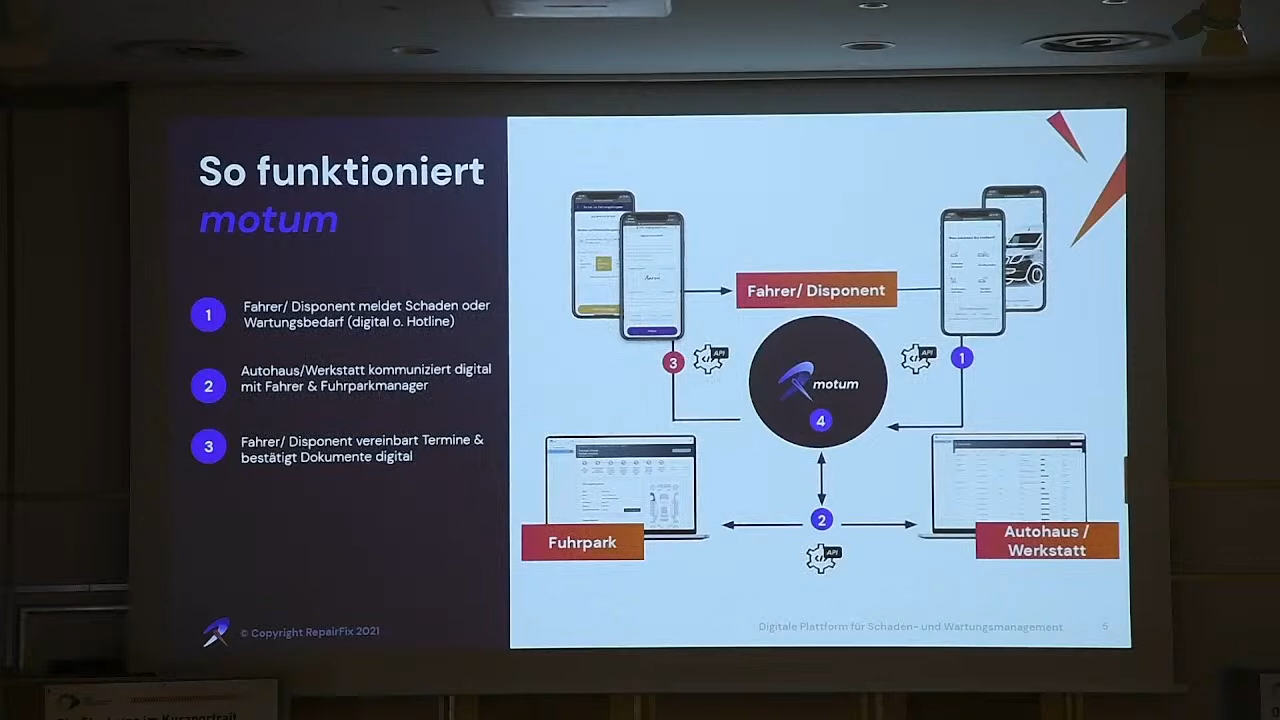 So funktioniert
motum
1
Fahrer/ Disponent meldet Schaden oder
Wartungsbedarf (digital o. Hotline)
2
Autohaus/Werkstatt kommuniziert digital
mit Fahrer & Fuhrparkmanager
3
Fahrer/ Disponent vereinbart Termine &
bestätigt Dokumente digital
© Copyright RepairFix 2021
Fahrer/ Disponent
3
API
API
1
motum
4
2
API
Fuhrpark
Autohaus /
Werkstatt
Digitale Plattform für Schaden- und Wartungsmanagement
5
im Kurzportrait